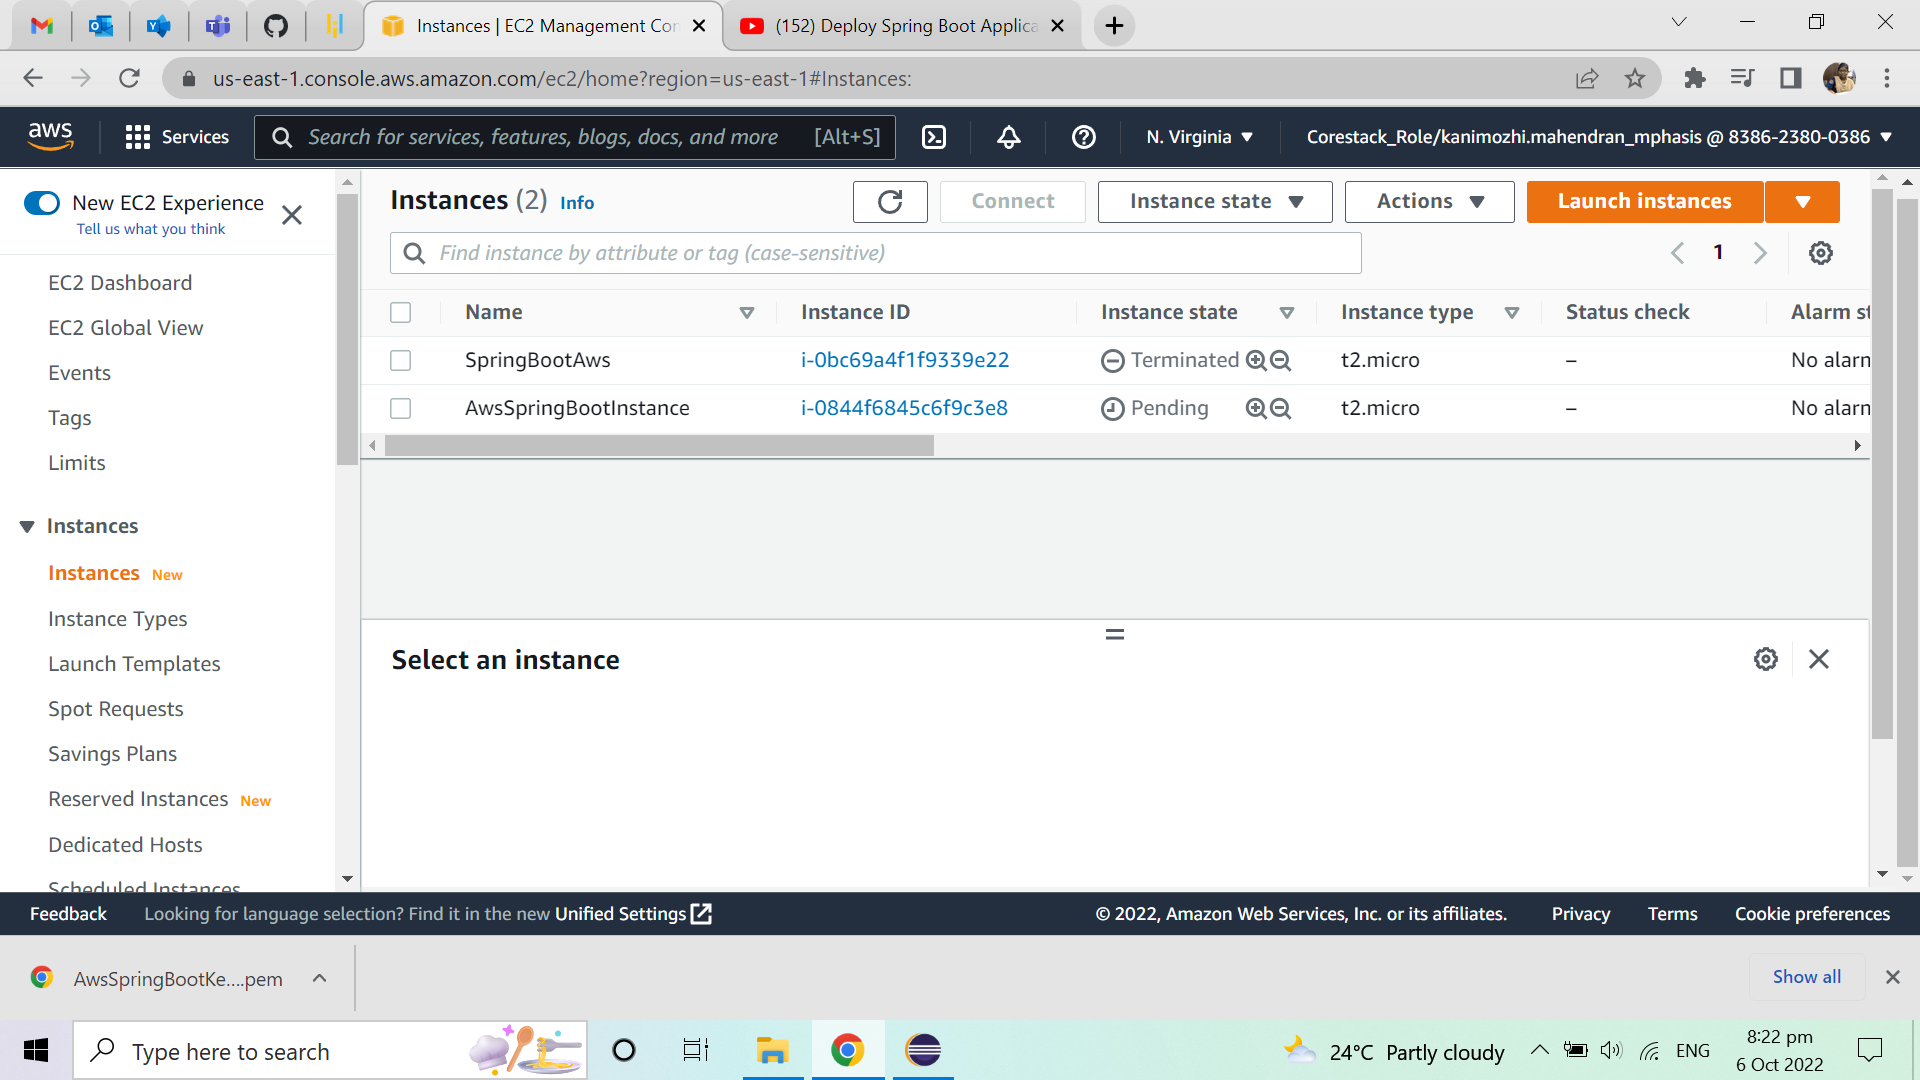 Instances | EC2 Management Con
(152) Deploy Spring Boot Applica
us-east-1.console.aws.amazon.com/ec2/home?region=us-east-1#Instances:
aws
Services
Search for services, features, blogs, docs, and more
[Alt+S]
N. Virginia
Corestack_Role/kanimozhi.mahendran_mphasis @ 8386-2380-0386
New EC2 Experience
Tell us what you think
EC2 Dashboard
EC2 Global View
Events
Tags
Limits
Instances
Instances New
Instance Types
Launch Templates
Spot Requests
Savings Plans
Reserved Instances New
Dedicated Hosts
Scheduled Instances
Instances (2) Info
Connect
Instance state
Actions
Launch instances
Find instance by attribute or tag (case-sensitive)
1
Name Instance ID Instance state Instance type Status check Alarm st
SpringBootAws i-0bc69a4f1f9339e22 Terminated t2.micro – No alarm
AwsSpringBootInstance i-0844f6845c6f9c3e8 Pending t2.micro – No alarm
Select an instance
Feedback
Looking for language selection? Find it in the new Unified Settings
© 2022, Amazon Web Services, Inc. or its affiliates.
Privacy
Terms
Cookie preferences
AwsSpringBootKe....pem
Show all
Type here to search
24°C Partly cloudy
ENG
8:22 pm
6 Oct 2022